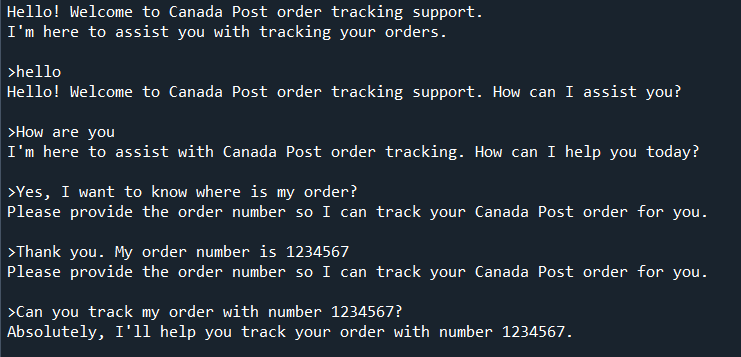 Hello! Welcome to Canada Post order tracking support.
I'm here to assist you with tracking your orders.
>hello
Hello! Welcome to Canada Post order tracking support. How can I assist you?
>How are you
I'm here to assist with Canada Post order tracking. How can I help you today?
>Yes, I want to know where is my order?
Please provide the order number so I can track your Canada Post order for you.
>Thank you. My order number is 1234567
Please provide the order number so I can track your Canada Post order for you.
>Can you track my order with number 1234567?
Absolutely, I'll help you track your order with number 1234567.